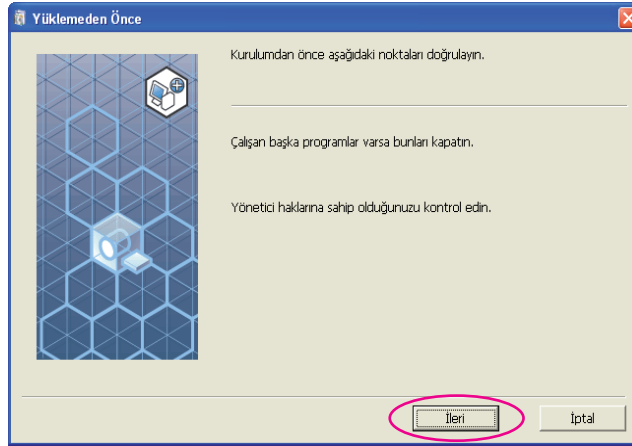 Yüklemeden Önce
Kurulumdan önce aşağıdaki noktaları doğrulayın.
Çalışan başka programlar varsa bunları kapatın.
Yönetici haklarına sahip olduğunuzu kontrol edin.
İleri
İptal